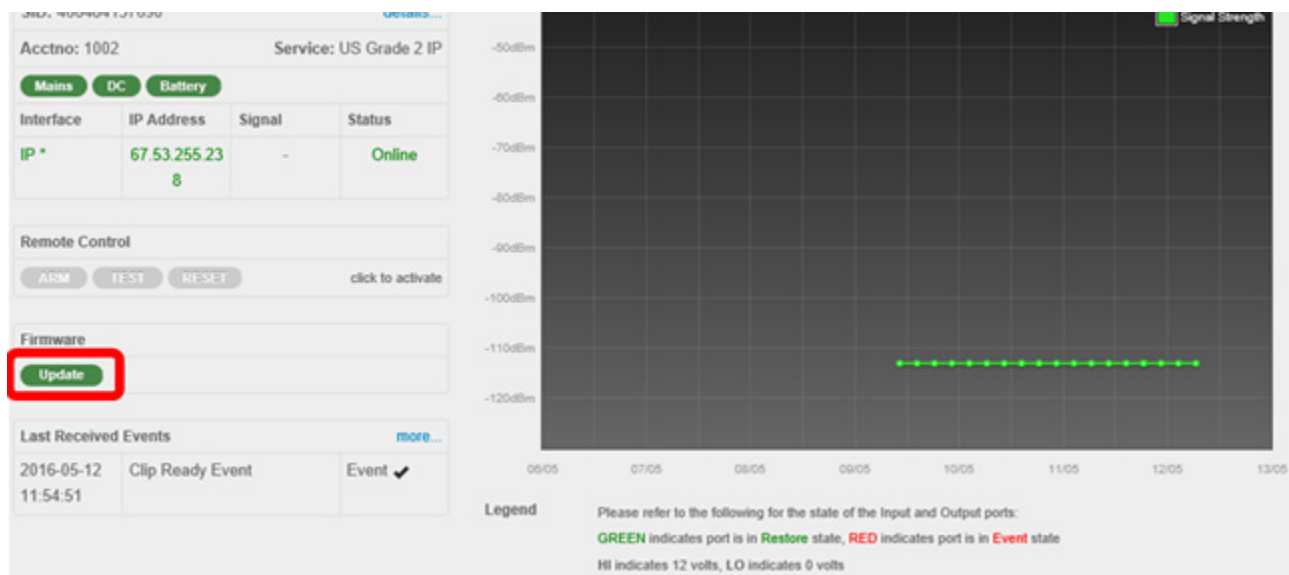 details...
Acctno: 1002 Service: US Grade 2 IP
Mains DC Battery
Interface IP Address Signal Status
IP * 67.53.255.23 - Online
8
Remote Control
ARM TEST RESET click to activate
Firmware
Update
Last Received Events more...
2016-05-12 Clip Ready Event Event ✔
11:54:51
Signal Strength
-50dBm
-60dBm
-70dBm
-80dBm
-90dBm
-100dBm
-110dBm
-120dBm
06/05 07/05 08/05 09/05 10/05 11/05 12/05 13/05
Legend Please refer to the following for the state of the Input and Output ports:
GREEN indicates port is in Restore state, RED indicates port is in Event state
HI indicates 12 volts, LO indicates 0 volts